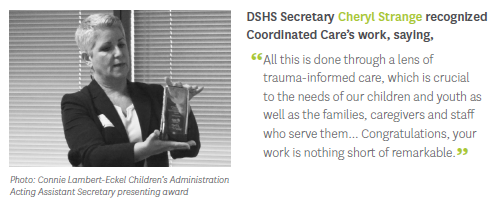 DSHS Secretary Cheryl Strange recognized
Coordinated Care's work, saying,
“All this is done through a lens of
trauma-informed care, which is crucial
to the needs of our children and youth as
well as the families, caregivers and staff
who serve them... Congratulations, your
work is nothing short of remarkable.”
Photo: Connie Lambert-Eckel Children's Administration
Acting Assistant Secretary presenting award